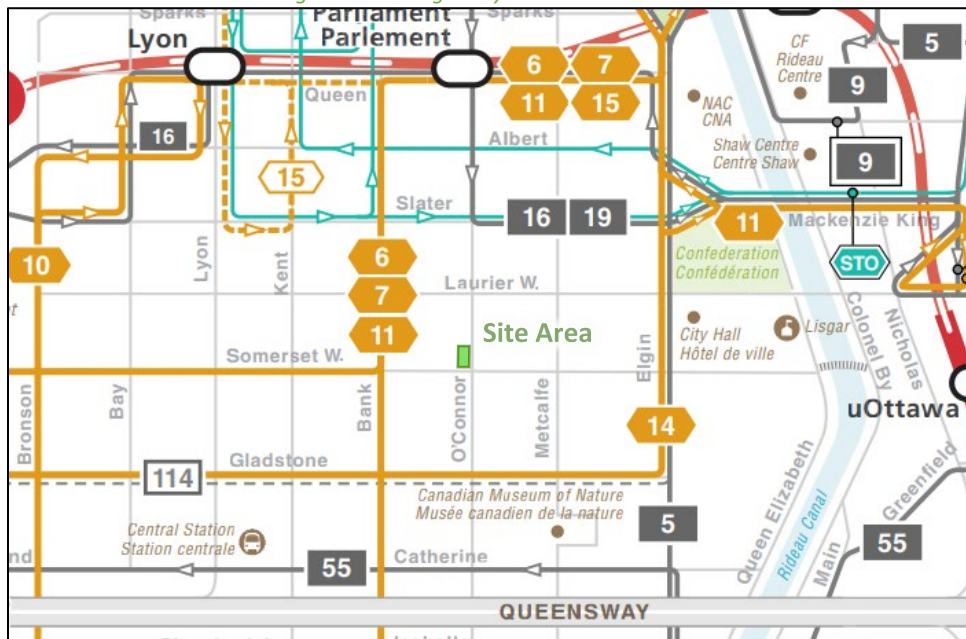 Sparks
Parliament
Parlement
Sparks
Lyon
6
7
11
15
Queen
5
CF
Rideau
Centre
9
NAC
CNA
Shaw Centre
Centre Shaw
9
16
Albert
15
Slater
16
19
11
Mackenzie King
10
Lyon
Kent
6
7
11
Confederation
Confédération
STO
Laurier W.
Site Area
City Hall
Hôtel de ville
Lisgar
Colonel By
Nicholas
Somerset W.
Elgin
Bronson
Bay
Bank
O'Connor
Metcalfe
uOttawa
14
Gladstone
114
Canadian Museum of Nature
Musée canadien de la nature
Queen Elizabeth
Rideau Canal
Main
Greenfield
Central Station
Station centrale
5
55
55
Catherine
QUEENSWAY